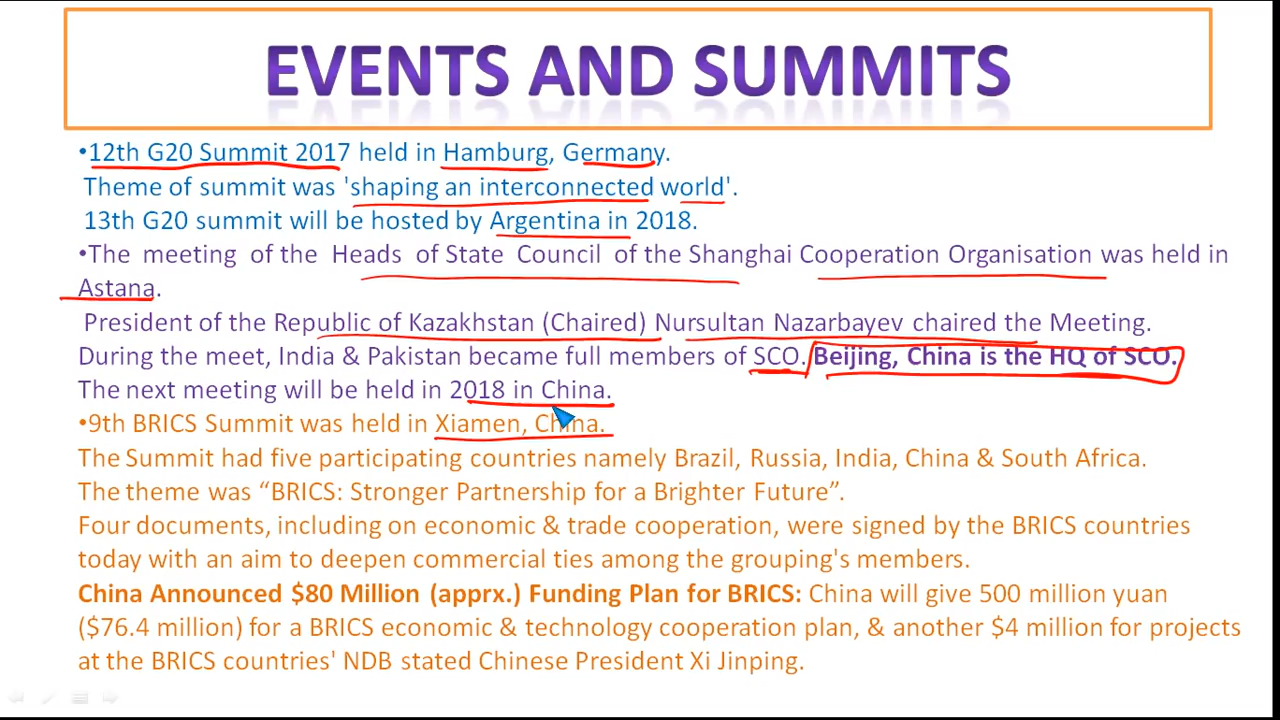 EVENTS AND SUMMITS
•12th G20 Summit 2017 held in Hamburg, Germany.
Theme of summit was 'shaping an interconnected world'.
13th G20 summit will be hosted by Argentina in 2018.
•The meeting of the Heads of State Council of the Shanghai Cooperation Organisation was held in
Astana.
President of the Republic of Kazakhstan (Chaired) Nursultan Nazarbayev chaired the Meeting.
During the meet, India & Pakistan became full members of SCO. Beijing, China is the HQ of SCO.
The next meeting will be held in 2018 in China.
•9th BRICS Summit was held in Xiamen, China.
The Summit had five participating countries namely Brazil, Russia, India, China & South Africa.
The theme was “BRICS: Stronger Partnership for a Brighter Future”.
Four documents, including on economic & trade cooperation, were signed by the BRICS countries
today with an aim to deepen commercial ties among the grouping's members.
China Announced $80 Million (apprx.) Funding Plan for BRICS: China will give 500 million yuan
($76.4 million) for a BRICS economic & technology cooperation plan, & another $4 million for projects
at the BRICS countries' NDB stated Chinese President Xi Jinping.